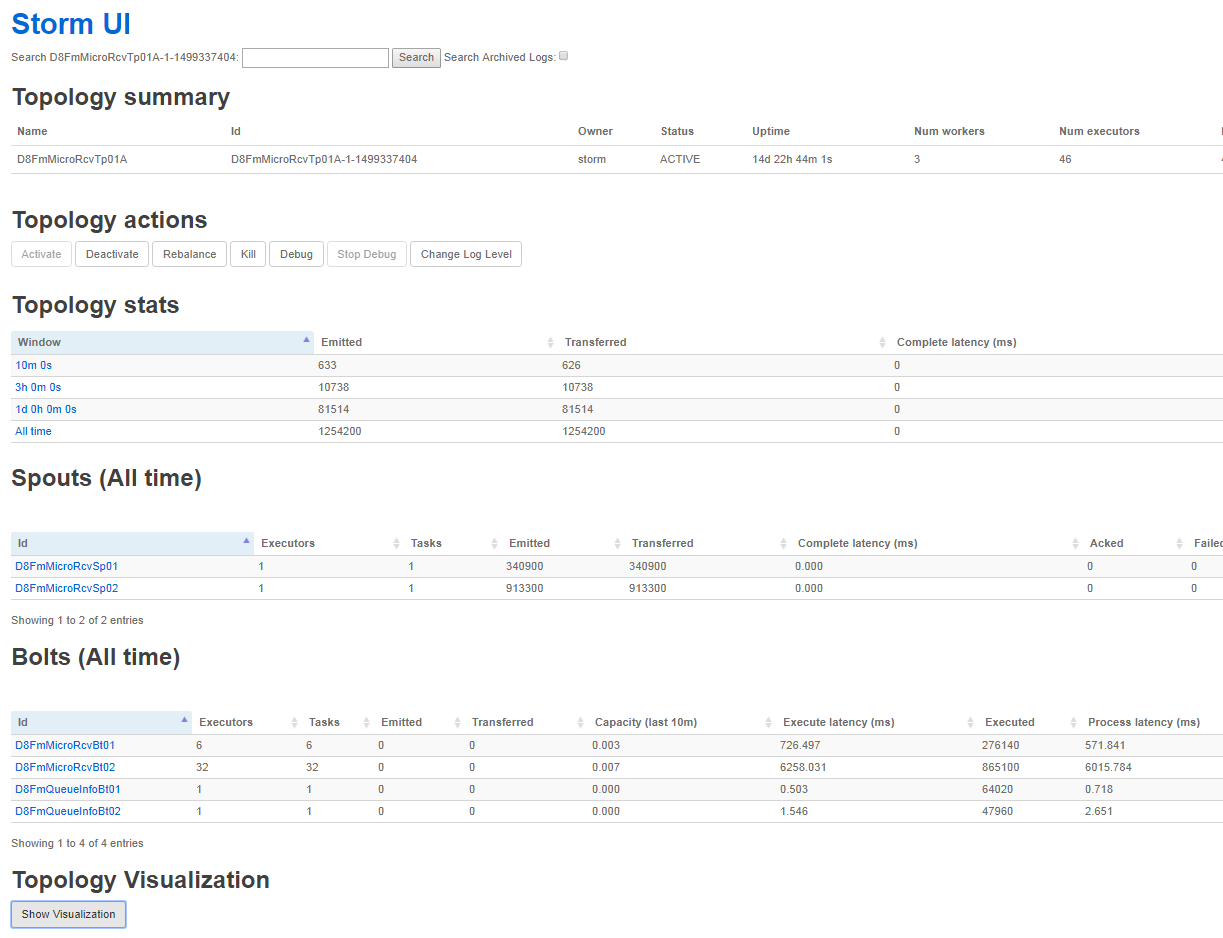 Storm UI
Search D8FmMicroRcvTp01A-1-1499337404: Search Search Archived Logs:
Topology summary
Name Id Owner Status Uptime Num workers Num executors
D8FmMicroRcvTp01A D8FmMicroRcvTp01A-1-1499337404 storm ACTIVE 14d 22h 44m 1s 3 46
Topology actions
Activate Deactivate Rebalance Kill Debug Stop Debug Change Log Level
Topology stats
Window Emitted Transferred Complete latency (ms)
10m 0s 633 626 0
3h 0m 0s 10738 10738 0
1d 0h 0m 0s 81514 81514 0
All time 1254200 1254200 0
Spouts (All time)
Id Executors Tasks Emitted Transferred Complete latency (ms) Acked Failed
D8FmMicroRcvSp01 1 1 340900 340900 0.000 0 0
D8FmMicroRcvSp02 1 1 913300 913300 0.000 0 0
Showing 1 to 2 of 2 entries
Bolts (All time)
Id Executors Tasks Emitted Transferred Capacity (last 10m) Execute latency (ms) Executed Process latency (ms)
D8FmMicroRcvBt01 6 6 0 0 0.003 726.497 276140 571.841
D8FmMicroRcvBt02 32 32 0 0 0.007 6258.031 865100 6015.784
D8FmQueueInfoBt01 1 1 0 0 0.000 0.503 64020 0.718
D8FmQueueInfoBt02 1 1 0 0 0.000 1.546 47960 2.651
Showing 1 to 4 of 4 entries
Topology Visualization
Show Visualization